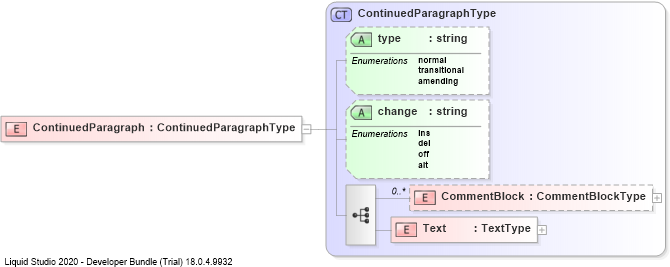 CT ContinuedParagraphType
A type : string
Enumerations normal
transitional
amending
A change : string
Enumerations ins
del
off
alt
E ContinuedParagraph : ContinuedParagraphType
0..*
E CommentBlock : CommentBlockType
E Text : TextType
Liquid Studio 2020 - Developer Bundle (Trial) 18.0.4.9932